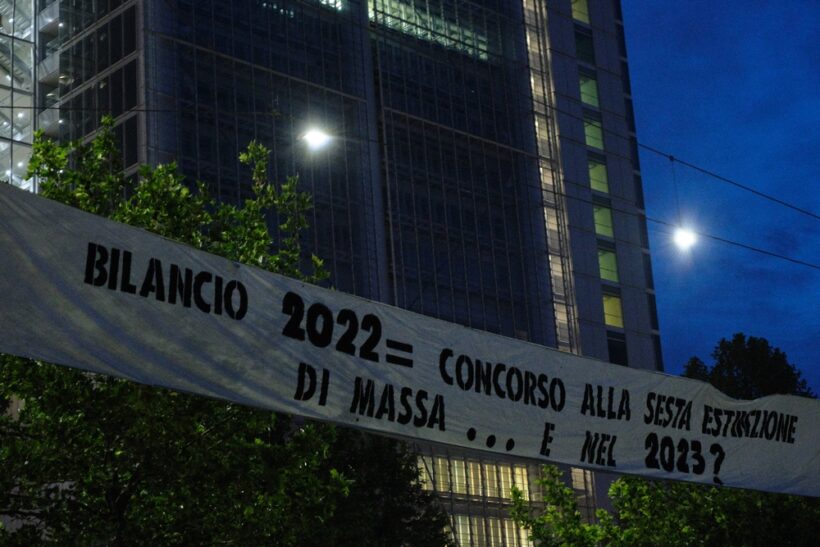 BILANCIO 2022= CONCORSO ALLA SESTA ESTINZIONE
DI MASSA ... E NEL 2023?